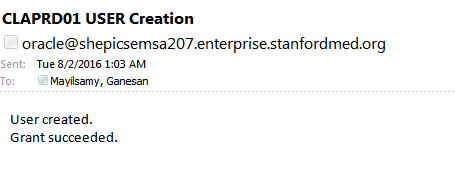 CLAPRD01 USER Creation
oracle@shepicsemsa207.enterprise.stanfordmed.org
Sent: Tue 8/2/2016 1:03 AM
To: Mayilsamy, Ganesan
User created.
Grant succeeded.